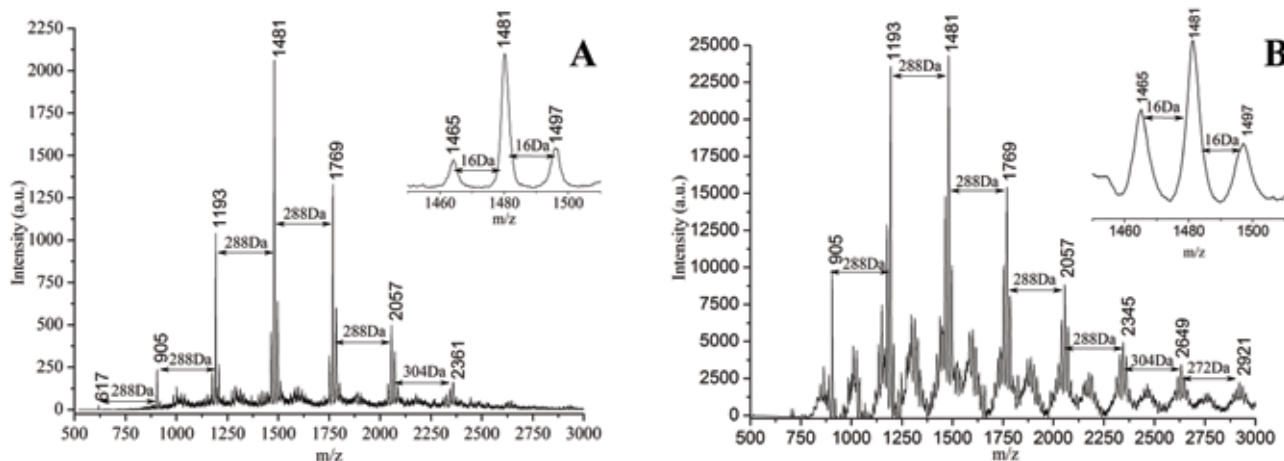 A
2250
2000
1750
1500
1250
1000
750
500
250
0
Intensity (a.u.)
500 750 1000 1250 1500 1750 2000 2250 2500 2750 3000
m/z
617
905
1193
1481
1769
2057
2361
288Da
288Da
288Da
288Da
288Da
304Da
1465
1481
1497
16Da
16Da
1460 1480 1500
m/z
B
25000
22500
20000
17500
15000
12500
10000
7500
5000
2500
0
Intensity (a.u.)
500 750 1000 1250 1500 1750 2000 2250 2500 2750 3000
m/z
905
1193
1481
1769
2057
2345
2649
2921
288Da
288Da
288Da
288Da
288Da
304Da
272Da
1465
1481
1497
16Da
16Da
1460 1480 1500
m/z